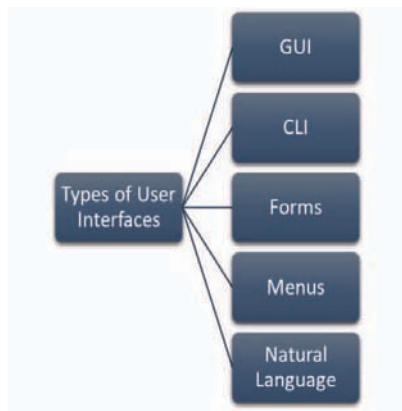 GUI
CLI
Types of User
Interfaces
Forms
Menus
Natural
Language